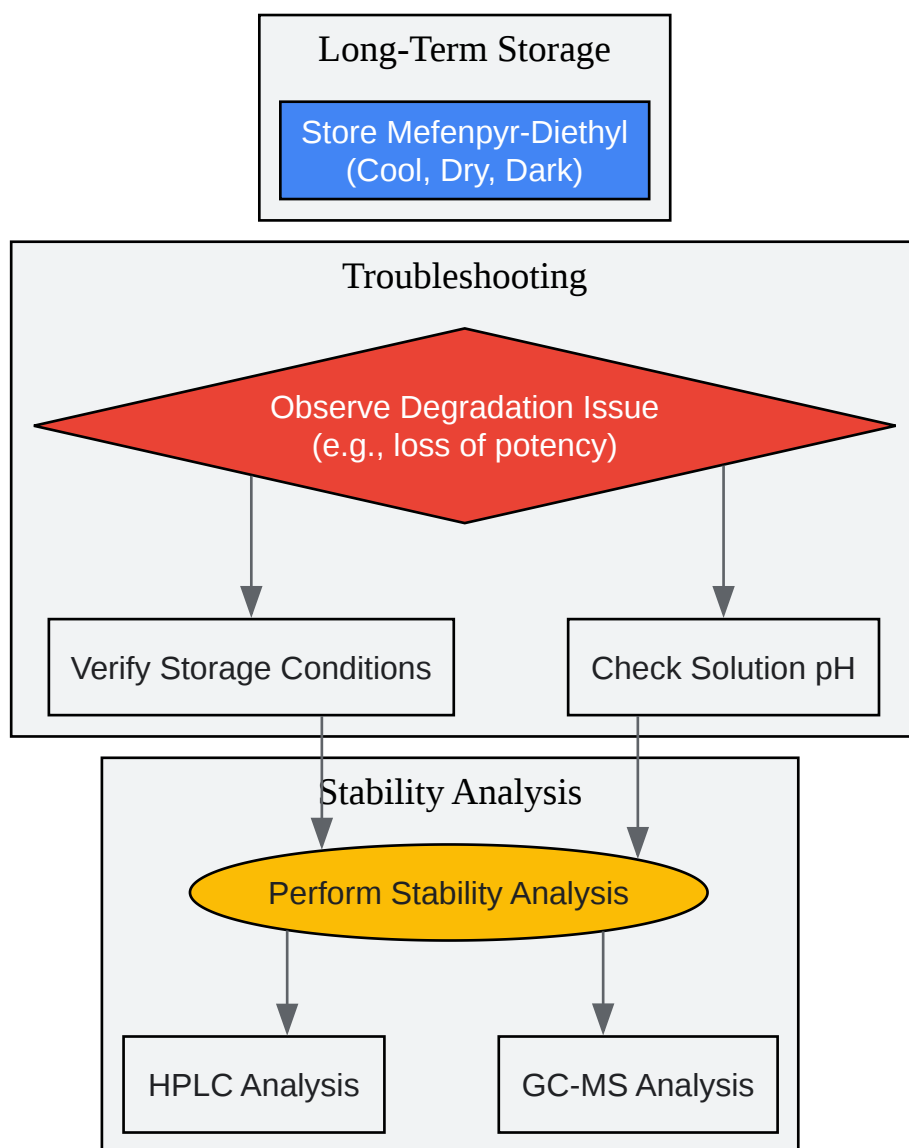 Long-Term Storage
Store Mefenpyr-Diethyl
(Cool, Dry, Dark)
Troubleshooting
Observe Degradation Issue
(e.g., loss of potency)
Verify Storage Conditions
Check Solution pH
Stability Analysis
Perform Stability Analysis
HPLC Analysis
GC-MS Analysis